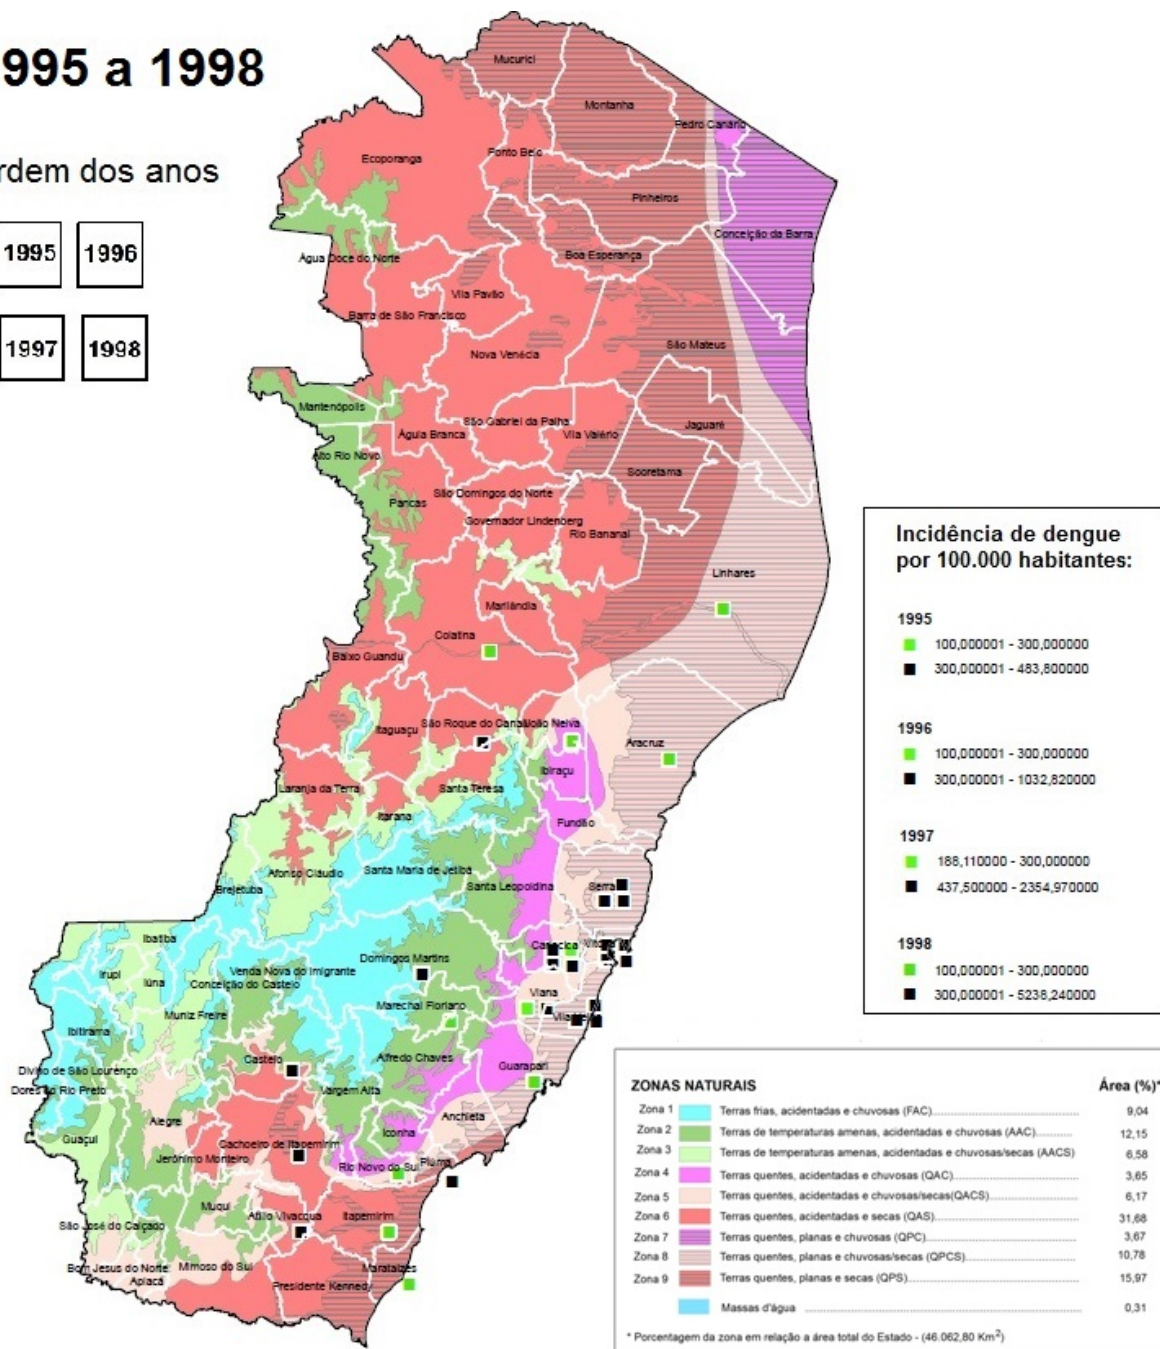 995 a 1998
rdem dos anos
1995
1996
1997
1998
Mucurici
Montanha
Pedro Canário
Ponto Belo
Ecoporanga
Pinheiros
Conceição da Barra
Boa Esperança
Água Doce do Norte
Vila Pavão
Barra de São Francisco
São Mateus
Nova Venécia
Mantenópolis
São Gabriel da Palha
Jaguaré
Águia Branca
Vila Valério
Alto Rio Novo
Sooretama
São Domingos do Norte
Pancas
Governador Lindenberg
Rio Bananal
Linhares
Marilândia
Colatina
Baixo Guandu
São Roque do Canaã
João Neiva
Itaguaçu
Aracruz
Ibiraçu
Laranja da Terra
Santa Teresa
Itarana
Fundão
Afonso Cláudio
Santa Maria de Jetibá
Brejetuba
Santa Leopoldina
Serra
Ibatiba
Cariacica
Domingos Martins
Irupi
Venda Nova do Imigrante
Iúna
Conceição do Castelo
Viana
Marechal Floriano
Muniz Freire
Ibitirama
Alfredo Chaves
Castelo
Guarapari
Divino de São Lourenço
Dores do Rio Preto
Vargem Alta
Anchieta
Alegre
Iconha
Guaçuí
Cachoeiro de Itapemirim
Jerônimo Monteiro
Rio Novo do Sul
Piúma
Muqui
Atílio Vivacqua
Itapemirim
São José do Calçado
Bom Jesus do Norte
Mimoso do Sul
Marataízes
Apiacá
Presidente Kennedy
Incidência de dengue
por 100.000 habitantes:
1995
100,000001 - 300,000000
300,000001 - 483,800000
1996
100,000001 - 300,000000
300,000001 - 1032,820000
1997
188,110000 - 300,000000
437,500000 - 2354,970000
1998
100,000001 - 300,000000
300,000001 - 5238,240000
ZONAS NATURAIS Área (%)*
Zona 1 Terras frias, acidentadas e chuvosas (FAC) 9,04
Zona 2 Terras de temperaturas amenas, acidentadas e chuvosas (AAC) 12,15
Zona 3 Terras de temperaturas amenas, acidentadas e chuvosas/secas (AACS) 6,58
Zona 4 Terras quentes, acidentadas e chuvosas (QAC) 3,65
Zona 5 Terras quentes, acidentadas e chuvosas/secas(QACS) 6,17
Zona 6 Terras quentes, acidentadas e secas (QAS) 31,68
Zona 7 Terras quentes, planas e chuvosas (QPC) 3,67
Zona 8 Terras quentes, planas e chuvosas/secas (QPCS) 10,78
Zona 9 Terras quentes, planas e secas (QPS) 15,97
Massas d'água 0,31
* Porcentagem da zona em relação a área total do Estado - (46.062,80 Km²)